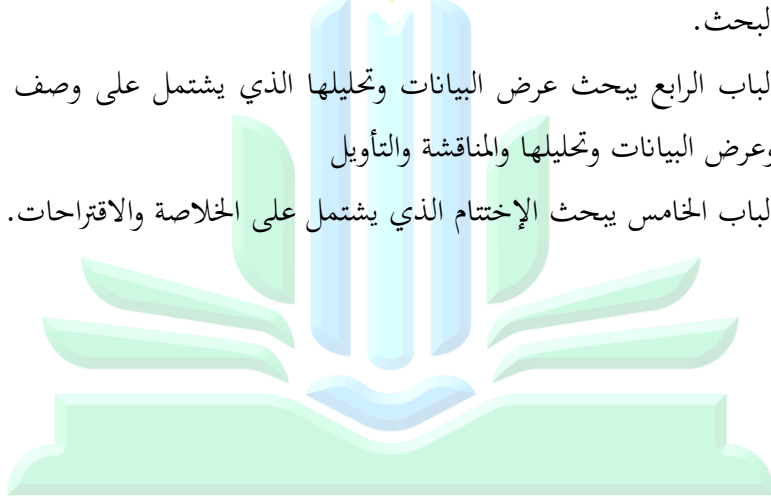 لبحث.
لباب الرابع يبحث عرض البيانات وتحليلها الذي يشتمل على وصف
وعرض البيانات وتحليلها والمناقشة والتأويل
لباب الخامس يبحث الإختتام الذي يشتمل على الخلاصة والاقتراحات.